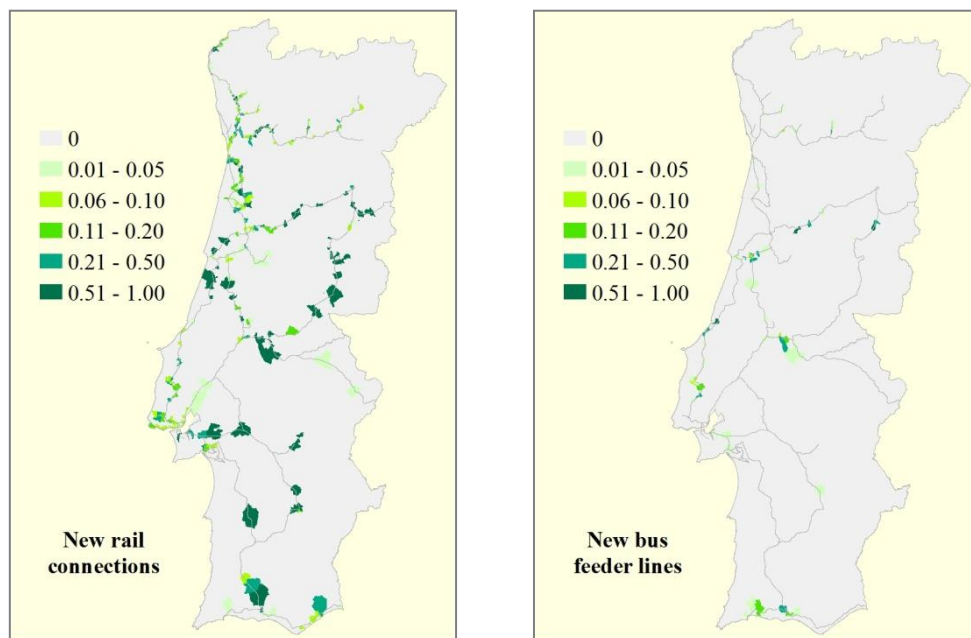 0
0.01 - 0.05
0.06 - 0.10
0.11 - 0.20
0.21 - 0.50
0.51 - 1.00
New rail
connections
0
0.01 - 0.05
0.06 - 0.10
0.11 - 0.20
0.21 - 0.50
0.51 - 1.00
New bus
feeder lines